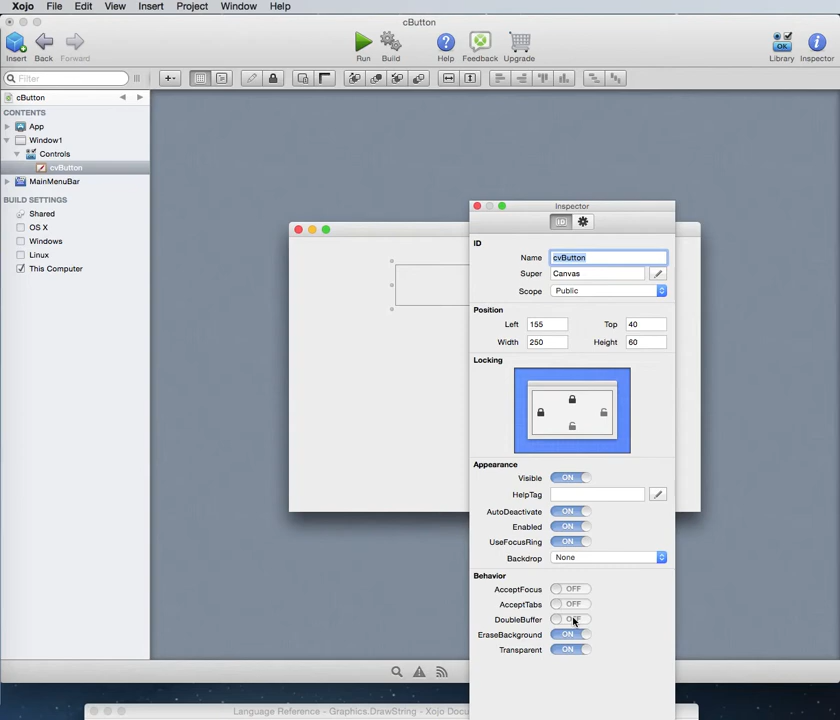 Xojo File Edit View Insert Project Window Help
cButton
Insert Back Forward Run Build Help Feedback Upgrade Library Inspector
OK
Filter
cButton
CONTENTS
App
Window1
Controls
cvButton
MainMenuBar
BUILD SETTINGS
Shared
OS X
Windows
Linux
This Computer
Inspector
ID
ID
Name cvButton
Super Canvas
Scope Public
Position
Left 155 Top 40
Width 250 Height 60
Locking
Appearance
Visible ON
HelpTag
AutoDeactivate ON
Enabled ON
UseFocusRing ON
Backdrop None
Behavior
AcceptFocus OFF
AcceptTabs OFF
DoubleBuffer OFF
EraseBackground ON
Transparent ON
Language Reference - Graphics.DrawString - Xojo Docu